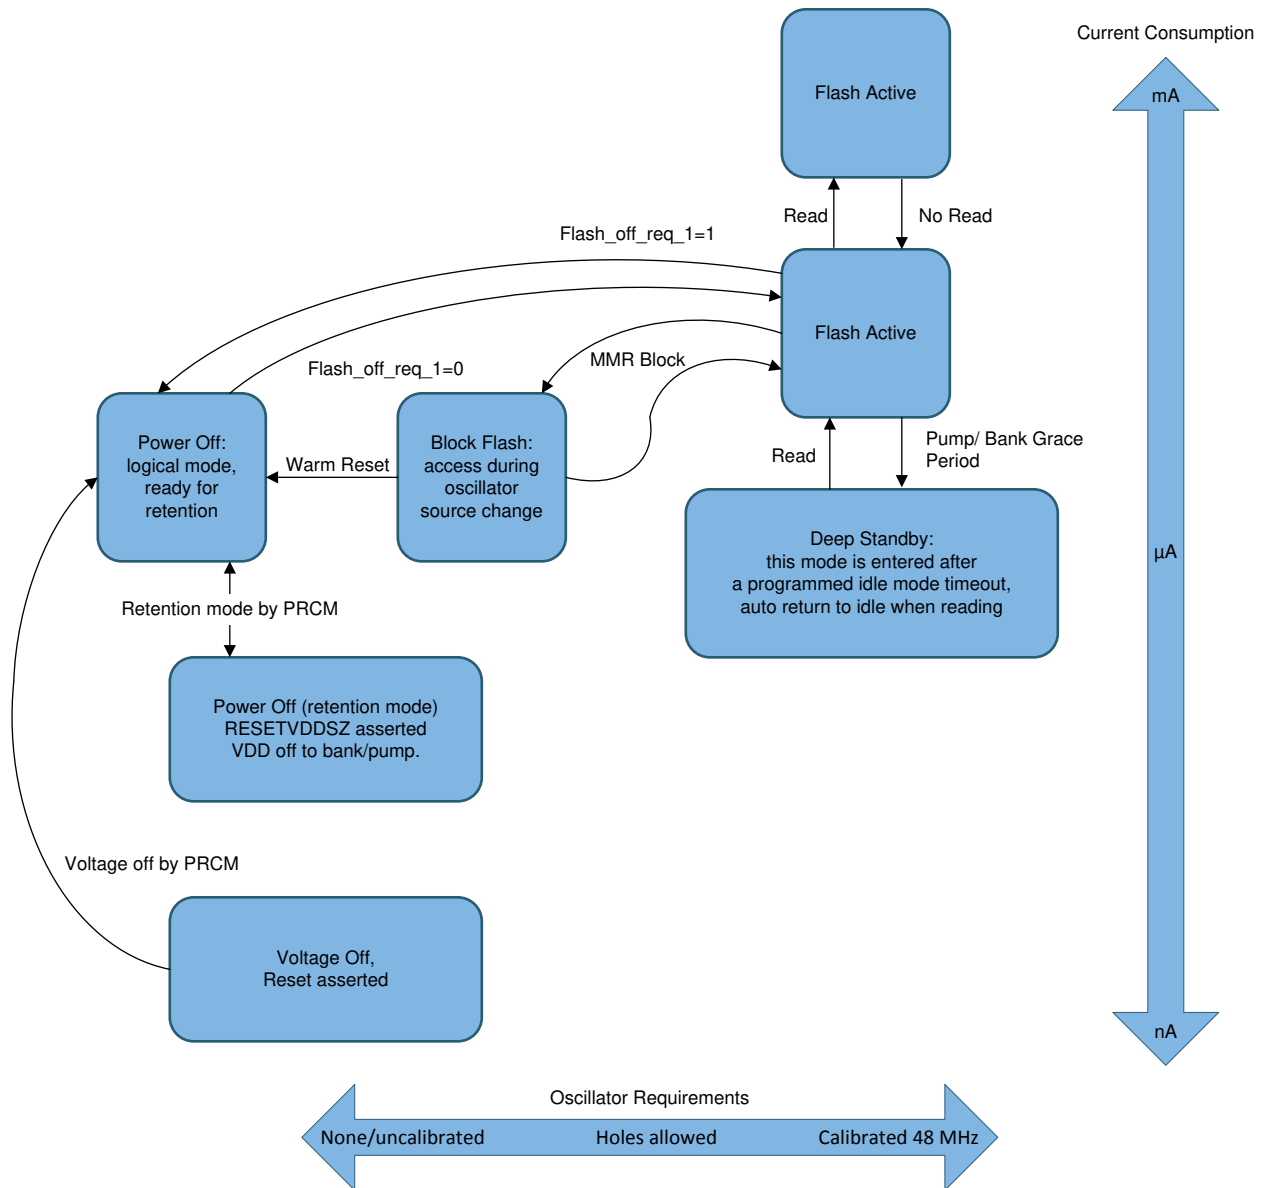 Current Consumption
mA
Flash Active
Read
No Read
Flash_off_req_1=1
Flash Active
MMR Block
Flash_off_req_1=0
Power Off:
logical mode,
ready for
retention
Warm Reset
Block Flash:
access during
oscillator
source change
Read
Pump/ Bank Grace
Period
Deep Standby:
this mode is entered after
a programmed idle mode timeout,
auto return to idle when reading
µA
Retention mode by PRCM
Power Off (retention mode)
RESETVDDSZ asserted
VDD off to bank/pump.
Voltage off by PRCM
Voltage Off,
Reset asserted
nA
Oscillator Requirements
None/uncalibrated
Holes allowed
Calibrated 48 MHz